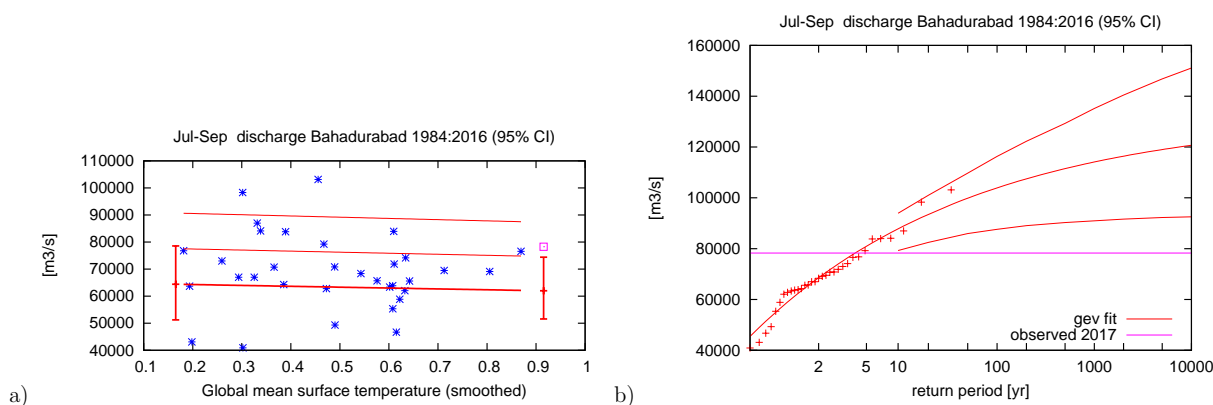 Jul-Sep discharge Bahadurabad 1984:2016 (95% CI)
[m3/s]
110000
100000
90000
80000
70000
60000
50000
40000
0.1 0.2 0.3 0.4 0.5 0.6 0.7 0.8 0.9 1
Global mean surface temperature (smoothed)
a)
Jul-Sep discharge Bahadurabad 1984:2016 (95% CI)
[m3/s]
160000
140000
120000
100000
80000
60000
40000
gev fit
observed 2017
2 5 10 100 1000 10000
return period [yr]
b)